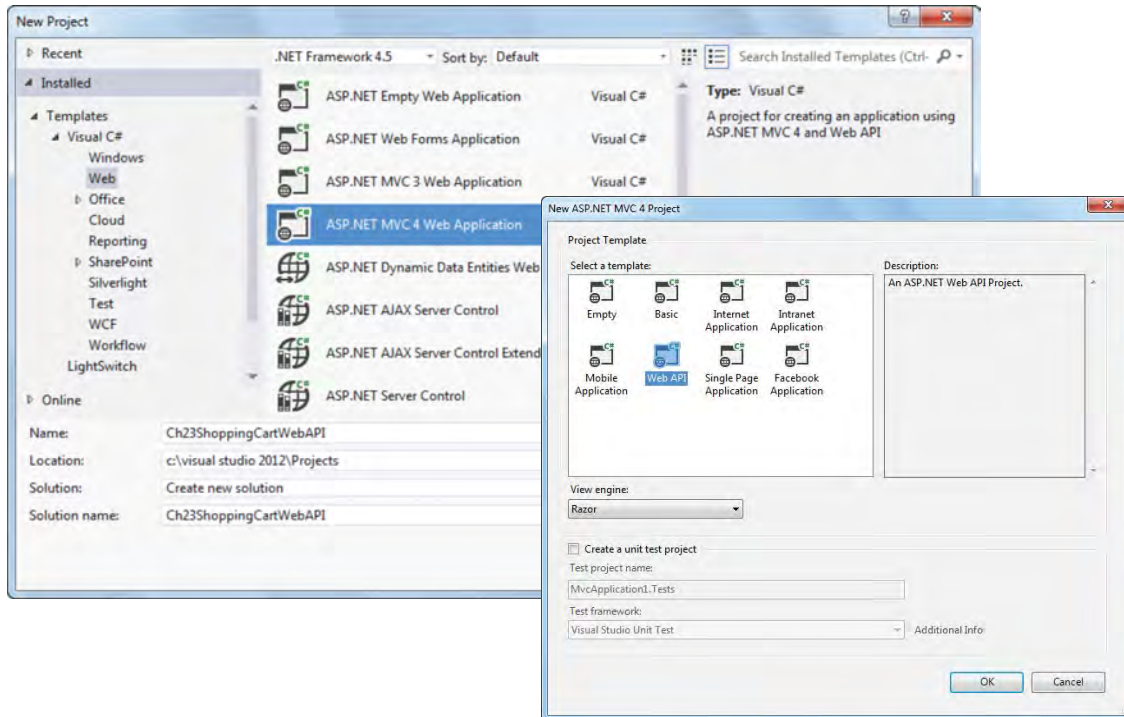 New Project
Recent
.NET Framework 4.5
Sort by: Default
Search Installed Templates (Ctrl-
Installed
Templates
Visual C#
Windows
Web
Office
Cloud
Reporting
SharePoint
Silverlight
Test
WCF
Workflow
LightSwitch
Online
ASP.NET Empty Web Application Visual C#
ASP.NET Web Forms Application Visual C#
ASP.NET MVC 3 Web Application Visual C#
ASP.NET MVC 4 Web Application
ASP.NET Dynamic Data Entities Web
ASP.NET AJAX Server Control
ASP.NET AJAX Server Control Extend
ASP.NET Server Control
Type: Visual C#
A project for creating an application using
ASP.NET MVC 4 and Web API
Name: Ch23ShoppingCartWebAPI
Location: c:\visual studio 2012\Projects
Solution: Create new solution
Solution name: Ch23ShoppingCartWebAPI
New ASP.NET MVC 4 Project
Project Template
Select a template:
Empty
Basic
Internet
Application
Intranet
Application
Mobile
Application
Web API
Single Page
Application
Facebook
Application
Description:
An ASP.NET Web API Project.
View engine:
Razor
Create a unit test project
Test project name:
MvcApplication1.Tests
Test framework:
Visual Studio Unit Test
Additional Info
OK
Cancel